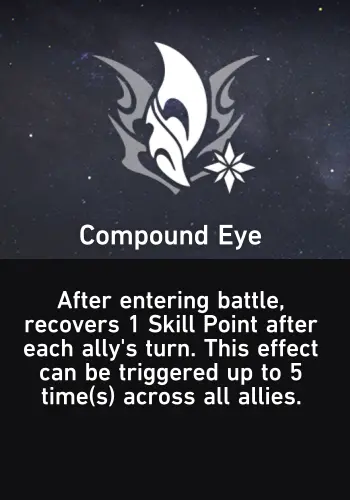 Compound Eye
After entering battle,
recovers 1 Skill Point after
each ally's turn. This effect
can be triggered up to 5
time(s) across all allies.